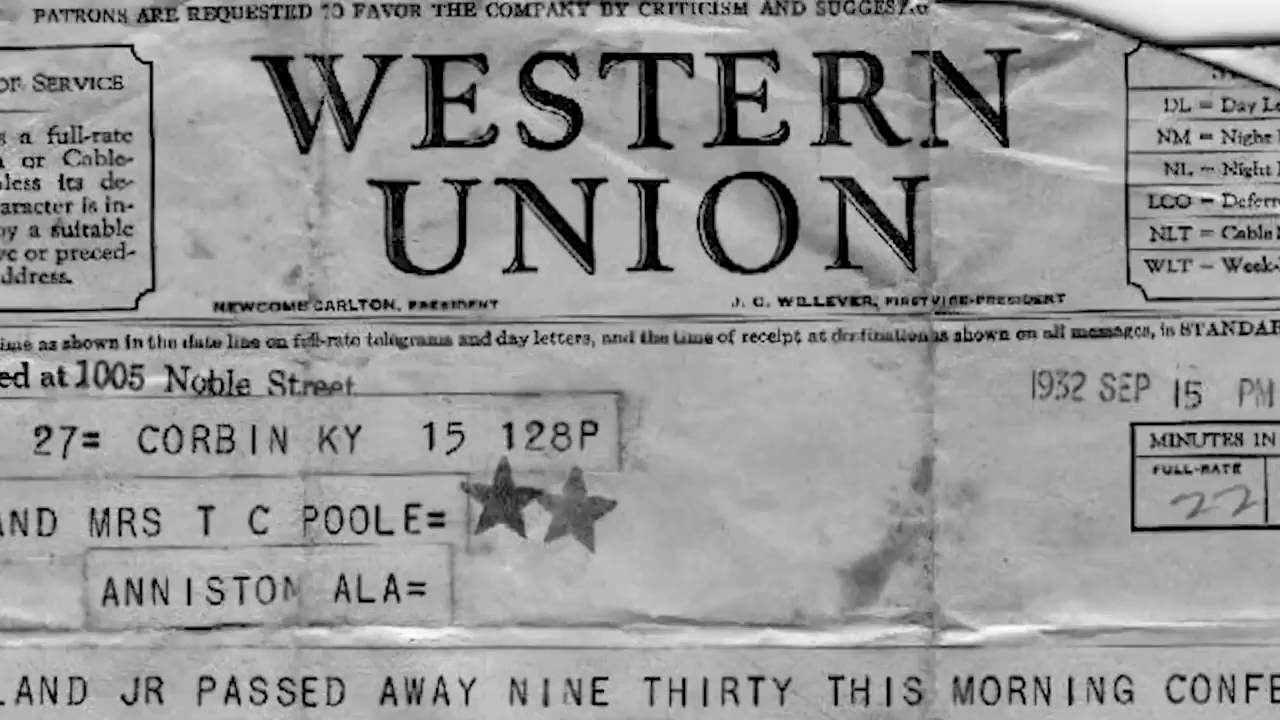 PATRONS ARE REQUESTED TO FAVOR THE COMPANY BY CRITICISM AND
WESTERN
UNION
OF SERVICE
a full-rate
or Cable-
less its de-
aracter is in-
by a suitable
ve or preced-
ddress.
DL = Day Le
NM = Night
NL = Night
LCO = Deferr
NLT = Cable
WLT = Week-
NEWCOMB CARLTON, PRESIDENT
J. C. WILLEVER, FIRST VICE-PRESIDENT
ime as shown in the date line on full-rate telegrams and day letters, and the time of receipt at destination as shown on all messages, is STANDAR
ed at 1005 Noble Street
1932 SEP 15 PM
27= CORBIN KY 15 128P
MINUTES IN
FULL-RATE
22
AND MRS T C POOLE=
ANNISTON ALA=
LAND JR PASSED AWAY NINE THIRTY THIS MORNING CONFE